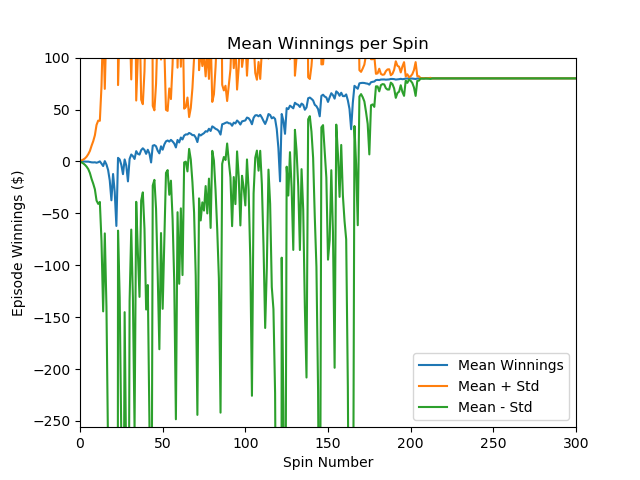 Mean Winnings per Spin
Episode Winnings ($)
100
50
0
−50
−100
−150
−200
−250
0
50
100
150
200
250
300
Spin Number
Mean Winnings
Mean + Std
Mean - Std